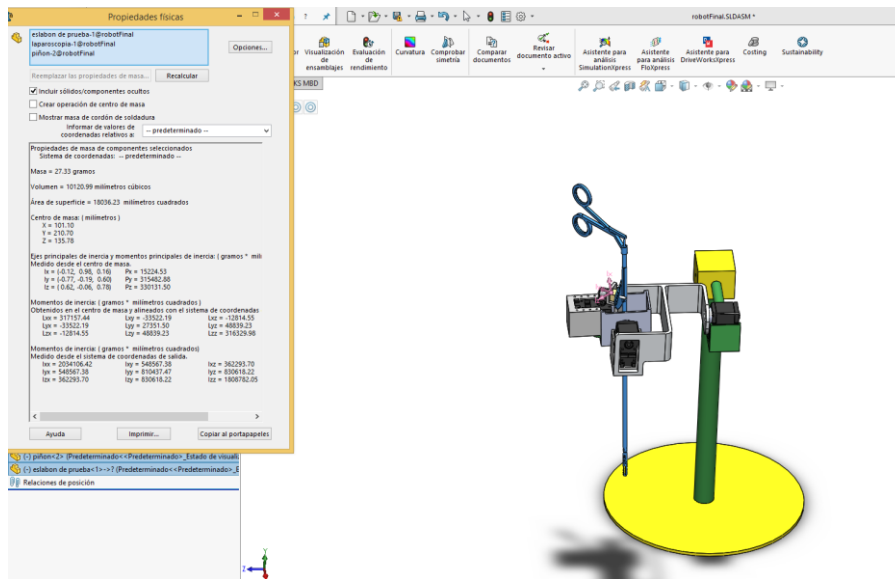 Propiedades físicas
robotFinal.SLDASM *
eslabon de prueba-1@robotFinal
laparoscopia-1@robotFinal
piñon-2@robotFinal
Opciones...
Reemplazar las propiedades de masa...
Recalcular
Incluir sólidos/componentes ocultos
Crear operación de centro de masa
Mostrar masa de cordón de soldadura
Informar de valores de
coordenadas relativos a:
-- predeterminado --
Propiedades de masa de componentes seleccionados
Sistema de coordenadas: -- predeterminado --
Masa = 27.33 gramos
Volumen = 10120.99 milímetros cúbicos
Área de superficie = 18036.23 milímetros cuadrados
Centro de masa: ( milímetros )
X = 101.10
Y = 210.70
Z = 135.78
Ejes principales de inercia y momentos principales de inercia: ( gramos * mili
Medido desde el centro de masa.
Ix = (-0.12, 0.98, 0.16) Px = 15224.53
Iy = (-0.77, -0.19, 0.60) Py = 315482.88
Iz = ( 0.62, -0.06, 0.78) Pz = 330131.50
Momentos de inercia: ( gramos * milímetros cuadrados )
Obtenidos en el centro de masa y alineados con el sistema de coordenadas
Lxx = 317157.44 Lxy = -33522.19 Lxz = -12814.55
Lyx = -33522.19 Lyy = 27351.50 Lyz = 48839.23
Lzx = -12814.55 Lzy = 48839.23 Lzz = 316329.98
Momentos de inercia: ( gramos * milímetros cuadrados)
Medido desde el sistema de coordenadas de salida.
Ixx = 2034106.42 Ixy = 548567.38 Ixz = 362293.70
Iyx = 548567.38 Iyy = 810437.47 Iyz = 830618.22
Izx = 362293.70 Izy = 830618.22 Izz = 1808782.05
Ayuda
Imprimir...
Copiar al portapapeles
Visualización
de
ensamblajes
Evaluación
de
rendimiento
Curvatura
Comprobar
simetría
Comparar
documentos
Revisar
documento activo
Asistente para
análisis
SimulationXpress
Asistente
para análisis
FloXpress
Asistente para
DriveWorksXpress
Costing
Sustainability
KS MBD
(-) piñon<2> (Predeterminado<<Predeterminado>_Estado de visuali
(-) eslabon de prueba<1>->? (Predeterminado<<Predeterminado>_E
Relaciones de posición
Y
Z